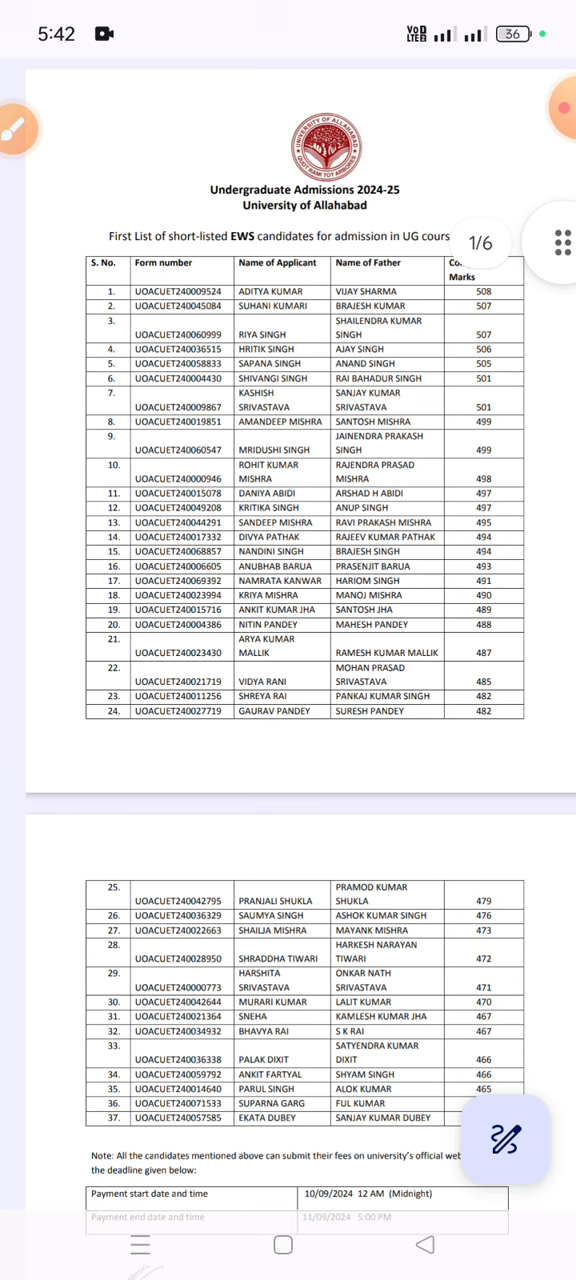 5:42
VoD LTE2 36
UNIVERSITY OF ALLAHABAD
QUOT RAMI TOT ARBORES
Undergraduate Admissions 2024-25
University of Allahabad
First List of short-listed EWS candidates for admission in UG cours
1/6
S. No. Form number Name of Applicant Name of Father Co
Marks
1. UOACUET240009524 ADITYA KUMAR VIJAY SHARMA 508
2. UOACUET240045084 SUHANI KUMARI BRAJESH KUMAR 507
3. SHAILENDRA KUMAR
UOACUET240060999 RIYA SINGH SINGH 507
4. UOACUET240036515 HRITIK SINGH AJAY SINGH 506
5. UOACUET240058833 SAPANA SINGH ANAND SINGH 505
6. UOACUET240004430 SHIVANGI SINGH RAI BAHADUR SINGH 501
7. KASHISH SANJAY KUMAR
UOACUET240009867 SRIVASTAVA SRIVASTAVA 501
8. UOACUET240019851 AMANDEEP MISHRA SANTOSH MISHRA 499
9. JAINENDRA PRAKASH
UOACUET240060547 MRIDUSHI SINGH SINGH 499
10. ROHIT KUMAR RAJENDRA PRASAD
UOACUET240000946 MISHRA MISHRA 498
11. UOACUET240015078 DANIYA ABIDI ARSHAD H ABIDI 497
12. UOACUET240049208 KRITIKA SINGH ANUP SINGH 497
13. UOACUET240044291 SANDEEP MISHRA RAVI PRAKASH MISHRA 495
14. UOACUET240017332 DIVYA PATHAK RAJEEV KUMAR PATHAK 494
15. UOACUET240068857 NANDINI SINGH BRAJESH SINGH 494
16. UOACUET240006605 ANUBHAB BARUA PRASENJIT BARUA 493
17. UOACUET240069392 NAMRATA KANWAR HARIOM SINGH 491
18. UOACUET240023994 KRIYA MISHRA MANOJ MISHRA 490
19. UOACUET240015716 ANKIT KUMAR JHA SANTOSH JHA 489
20. UOACUET240004386 NITIN PANDEY MAHESH PANDEY 488
21. ARYA KUMAR
UOACUET240023430 MALLIK RAMESH KUMAR MALLIK 487
22. MOHAN PRASAD
UOACUET240021719 VIDYA RANI SRIVASTAVA 485
23. UOACUET240011256 SHREYA RAI PANKAJ KUMAR SINGH 482
24. UOACUET240027719 GAURAV PANDEY SURESH PANDEY 482
25. PRAMOD KUMAR
UOACUET240042795 PRANJALI SHUKLA SHUKLA 479
26. UOACUET240036329 SAUMYA SINGH ASHOK KUMAR SINGH 476
27. UOACUET240022663 SHAILJA MISHRA MAYANK MISHRA 473
28. HARKESH NARAYAN
UOACUET240028950 SHRADDHA TIWARI TIWARI 472
29. HARSHITA ONKAR NATH
UOACUET240000773 SRIVASTAVA SRIVASTAVA 471
30. UOACUET240042644 MURARI KUMAR LALIT KUMAR 470
31. UOACUET240021364 SNEHA KAMLESH KUMAR JHA 467
32. UOACUET240034932 BHAVYA RAI S K RAI 467
33. SATYENDRA KUMAR
UOACUET240036338 PALAK DIXIT DIXIT 466
34. UOACUET240059792 ANKIT FARTYAL SHYAM SINGH 466
35. UOACUET240014640 PARUL SINGH ALOK KUMAR 465
36. UOACUET240071533 SUPARNA GARG FUL KUMAR
37. UOACUET240057585 EKATA DUBEY SANJAY KUMAR DUBEY
Note: All the candidates mentioned above can submit their fees on university's official web
the deadline given below:
Payment start date and time 10/09/2024 12 AM (Midnight)
Payment end date and time 11/09/2024 5:00 PM